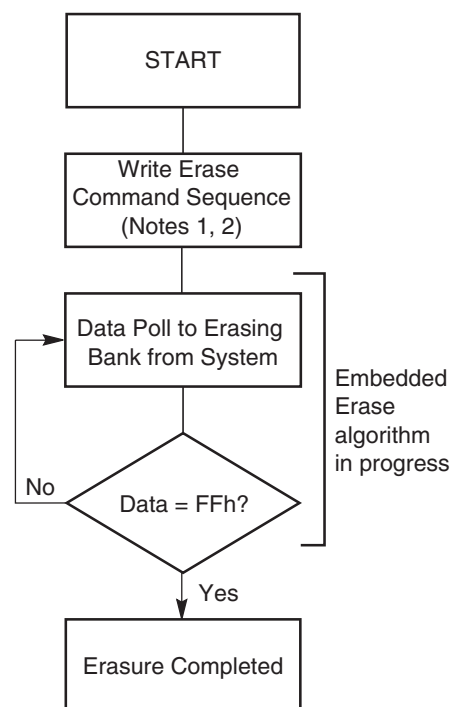 START
Write Erase
Command Sequence
(Notes 1, 2)
Data Poll to Erasing
Bank from System
Embedded
Erase
algorithm
in progress
No
Data = FFh?
Yes
Erasure Completed